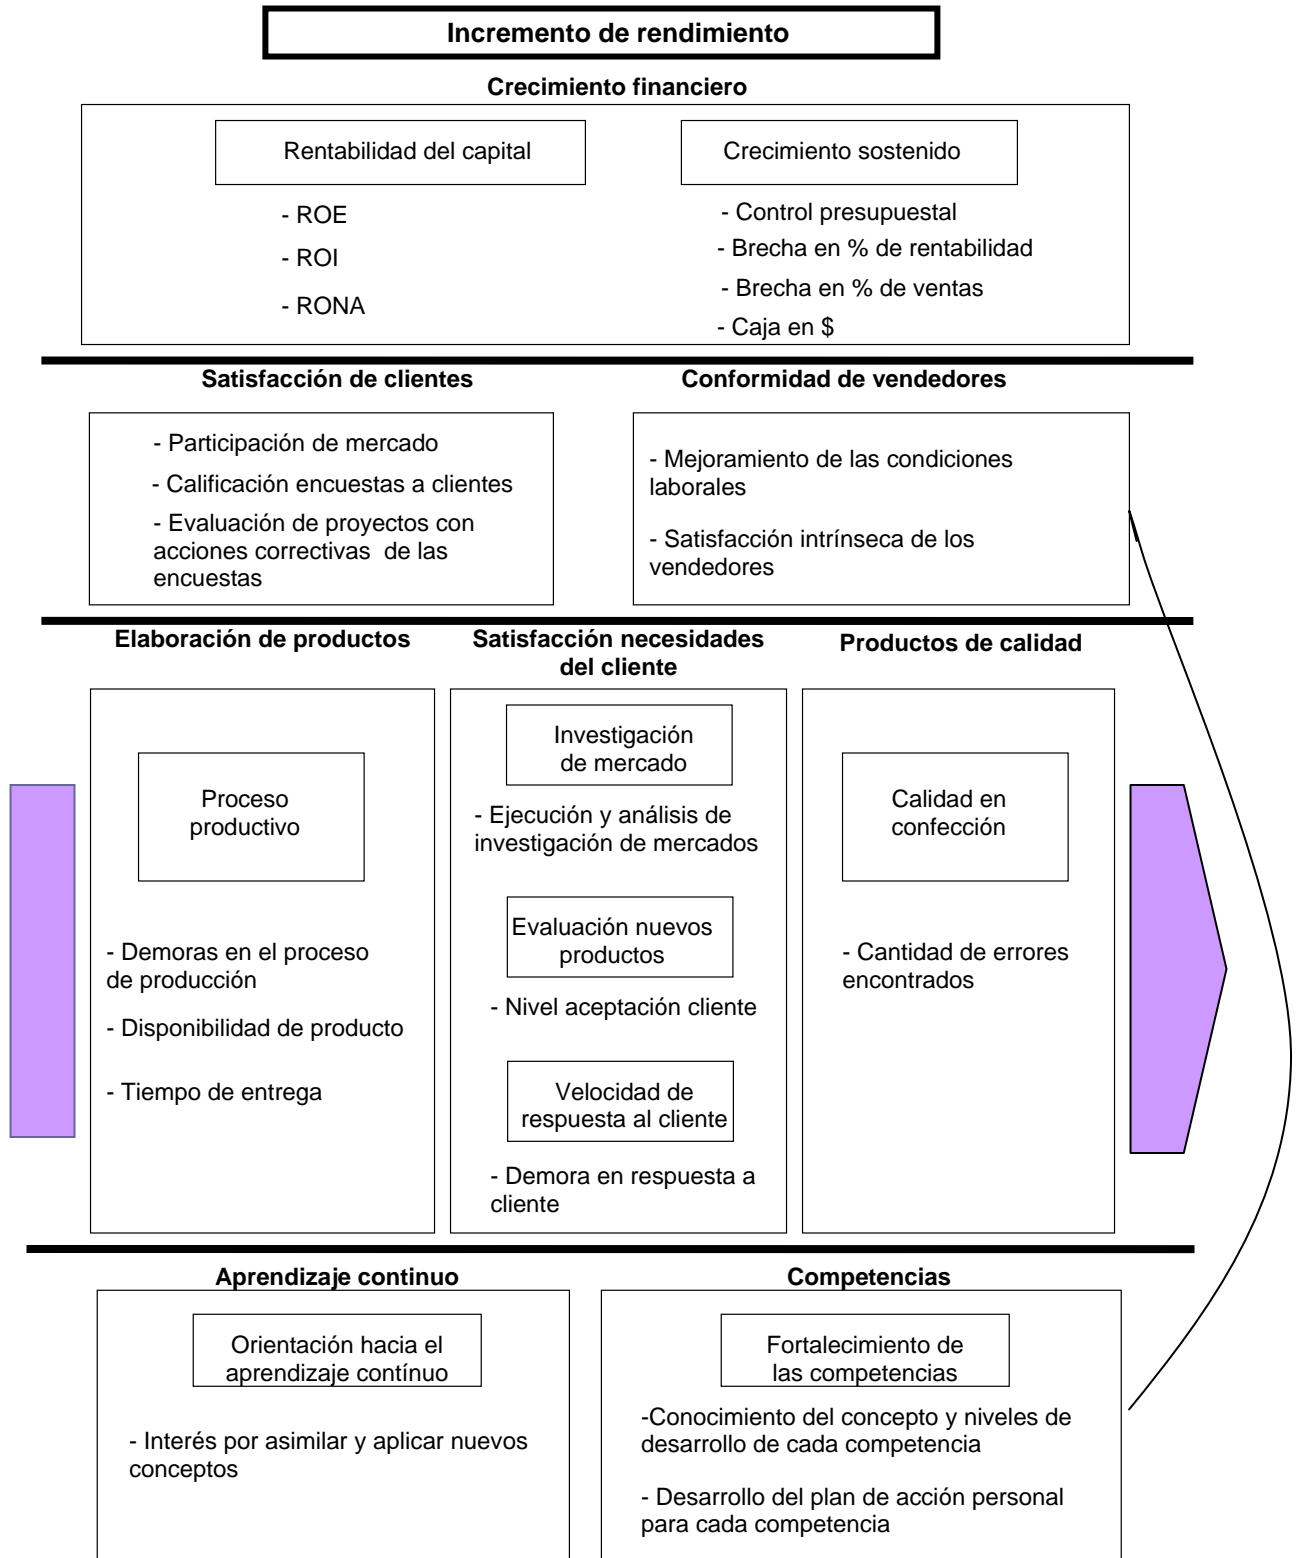 Incremento de rendimiento
Crecimiento financiero
Rentabilidad del capital
- ROE
- ROI
- RONA
Crecimiento sostenido
- Control presupuestal
- Brecha en % de rentabilidad
- Brecha en % de ventas
- Caja en $
Satisfacción de clientes
- Participación de mercado
- Calificación encuestas a clientes
- Evaluación de proyectos con
acciones correctivas de las
encuestas
Conformidad de vendedores
- Mejoramiento de las condiciones
laborales
- Satisfacción intrínseca de los
vendedores
Elaboración de productos
Proceso
productivo
- Demoras en el proceso
de producción
- Disponibilidad de producto
- Tiempo de entrega
Satisfacción necesidades
del cliente
Investigación
de mercado
- Ejecución y análisis de
investigación de mercados
Evaluación nuevos
productos
- Nivel aceptación cliente
Velocidad de
respuesta al cliente
- Demora en respuesta a
cliente
Productos de calidad
Calidad en
confección
- Cantidad de errores
encontrados
Aprendizaje continuo
Orientación hacia el
aprendizaje contínuo
- Interés por asimilar y aplicar nuevos
conceptos
Competencias
Fortalecimiento de
las competencias
-Conocimiento del concepto y niveles de
desarrollo de cada competencia
- Desarrollo del plan de acción personal
para cada competencia